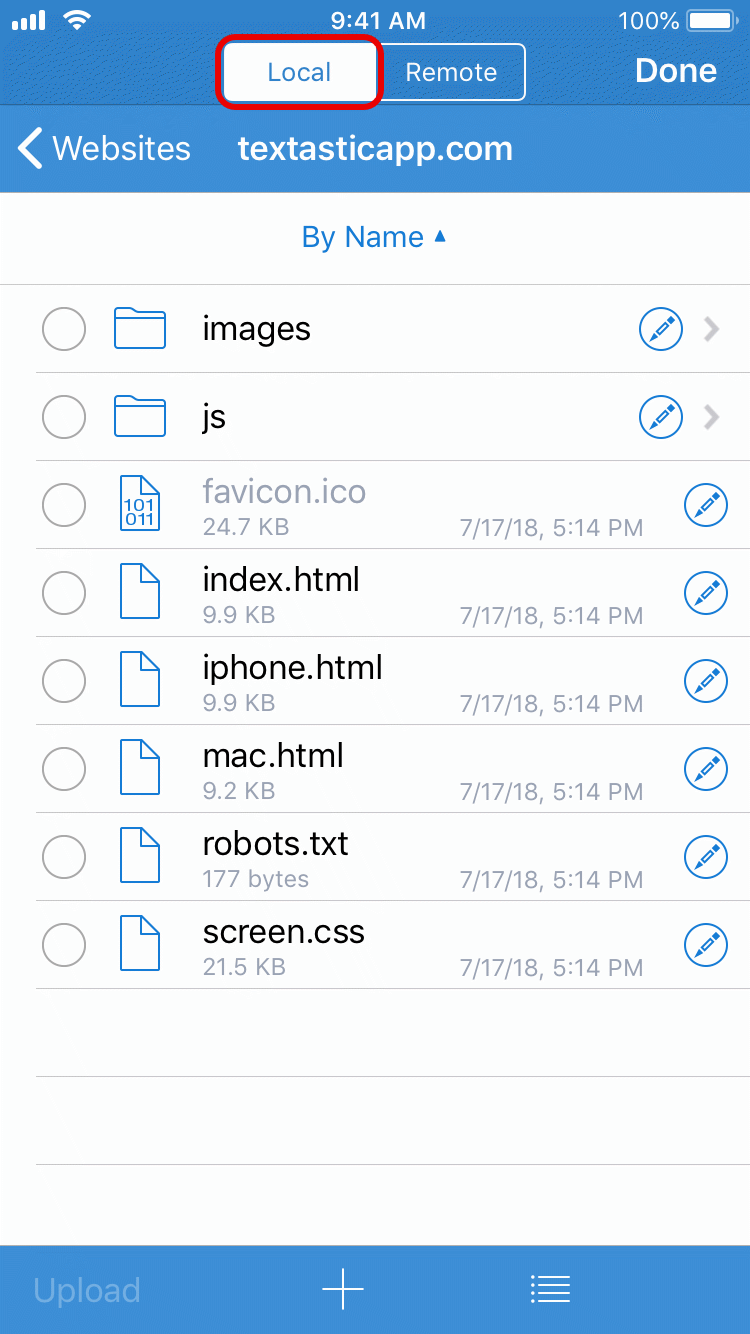 9:41 AM 100%
Local Remote Done
Websites textasticapp.com
By Name
images
js
101
011
favicon.ico
24.7 KB 7/17/18, 5:14 PM
index.html
9.9 KB 7/17/18, 5:14 PM
iphone.html
9.9 KB 7/17/18, 5:14 PM
mac.html
9.2 KB 7/17/18, 5:14 PM
robots.txt
177 bytes 7/17/18, 5:14 PM
screen.css
21.5 KB 7/17/18, 5:14 PM
Upload